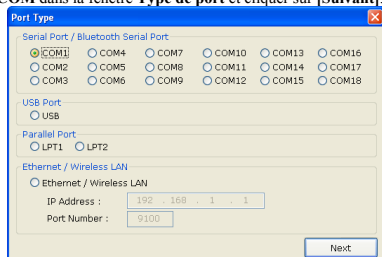 COM dans la fenêtre Type de port et cliquer sur [Suivant].
Port Type
Serial Port / Bluetooth Serial Port
COM1 COM4 COM7 COM10 COM13 COM16
COM2 COM5 COM8 COM11 COM14 COM17
COM3 COM6 COM9 COM12 COM15 COM18
USB Port
USB
Parallel Port
LPT1 LPT2
Ethernet / Wireless LAN
Ethernet / Wireless LAN
IP Address : 192 . 168 . 1 . 1
Port Number : 9100
Next